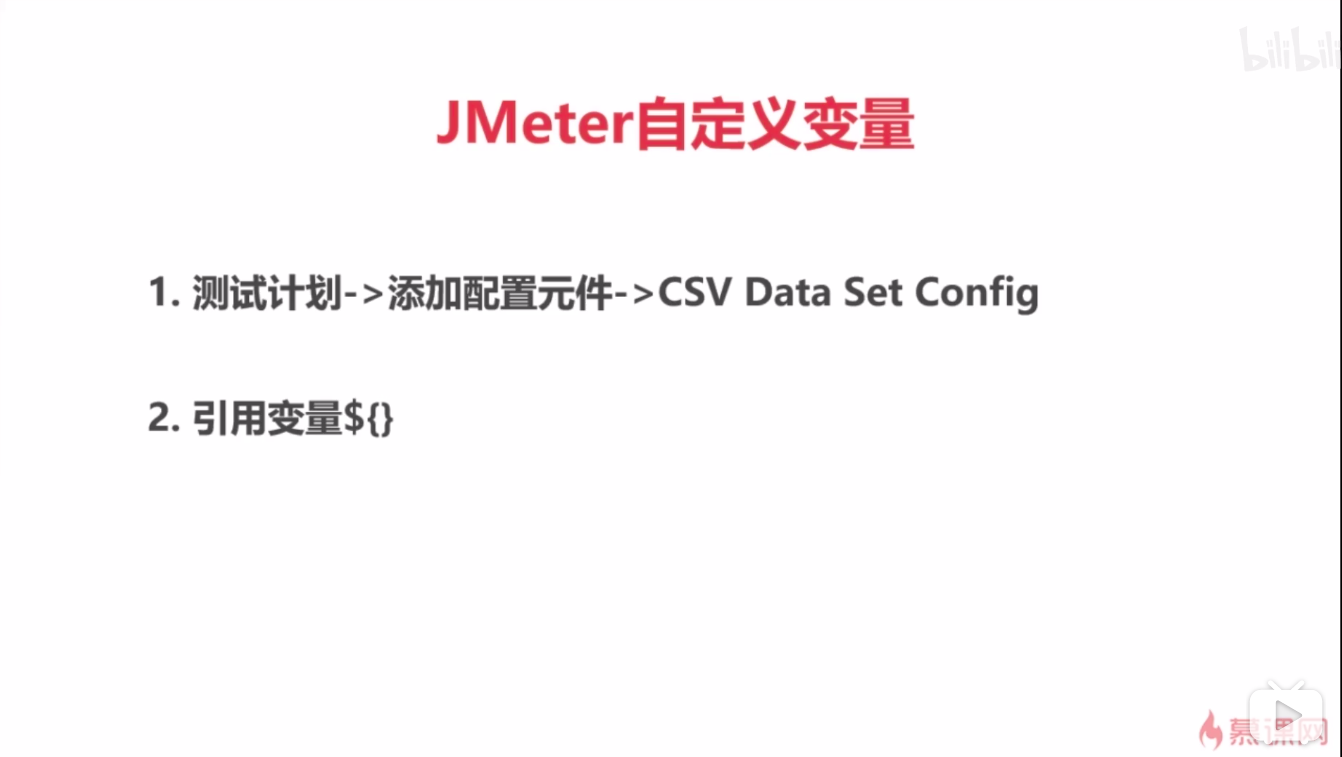 bilibili
JMeter自定义变量
1. 测试计划->添加配置元件->CSV Data Set Config
2. 引用变量${}
慕课网